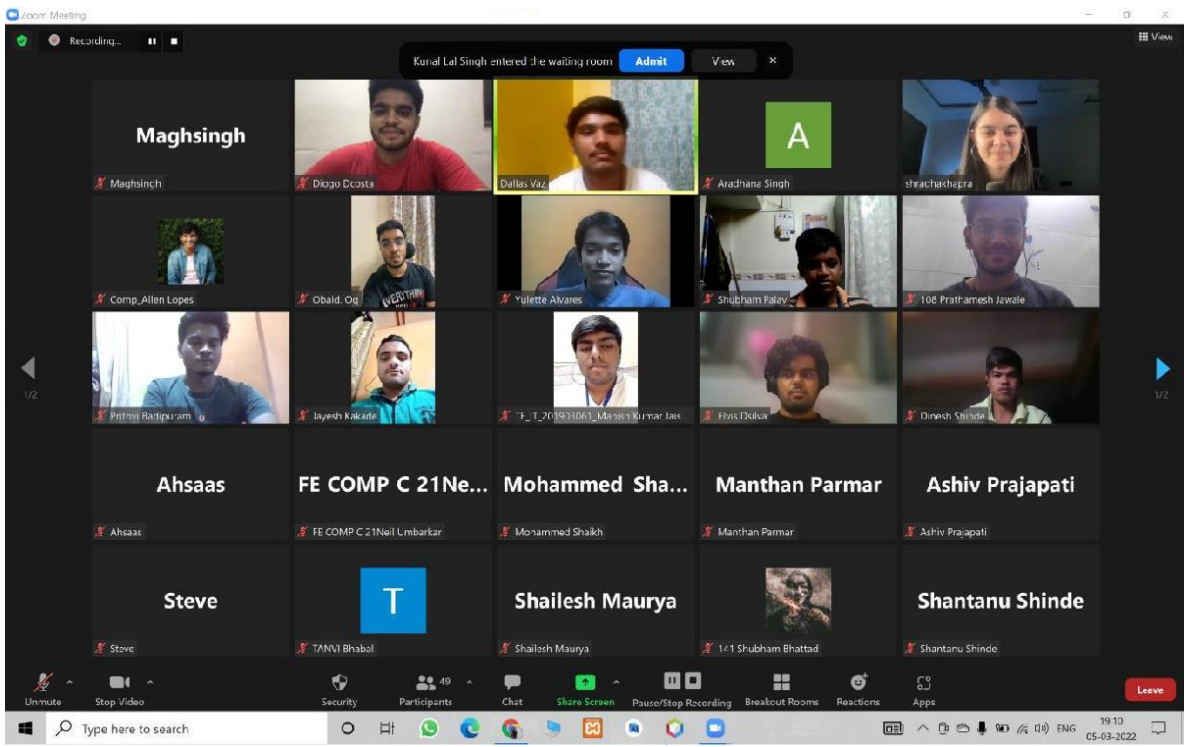 Zoom Meeting
Recording...
View
Kunal Lal Singh entered the waiting room Admit View
Maghsingh
A
Maghsingh Diogo Dcosta Dallas Vaz Aradhana Singh shrachakhapra
Comp_Allen Lopes Obaid. Oq Yulette Alvares Shubham Palav 108 Prathamesh Jawale
1/2 1/2
Prithvi Badipuram Jayesh Kakade TE_IT_201903061_Manish Kumar Jais Elvis Dsilva Dinesh Shinde
Ahsaas FE COMP C 21Ne... Mohammed Sha... Manthan Parmar Ashiv Prajapati
Ahsaas FE COMP C 21Neil Umbarkar Mohammed Shaikh Manthan Parmar Ashiv Prajapati
Steve T Shailesh Maurya Shantanu Shinde
Steve TANVI Bhabal Shailesh Maurya 141 Shubham Bhattad Shantanu Shinde
49
Unmute Stop Video Security Participants Chat Share Screen Pause/Stop Recording Breakout Rooms Reactions Apps Leave
Type here to search
ENG
19:10
05-03-2022